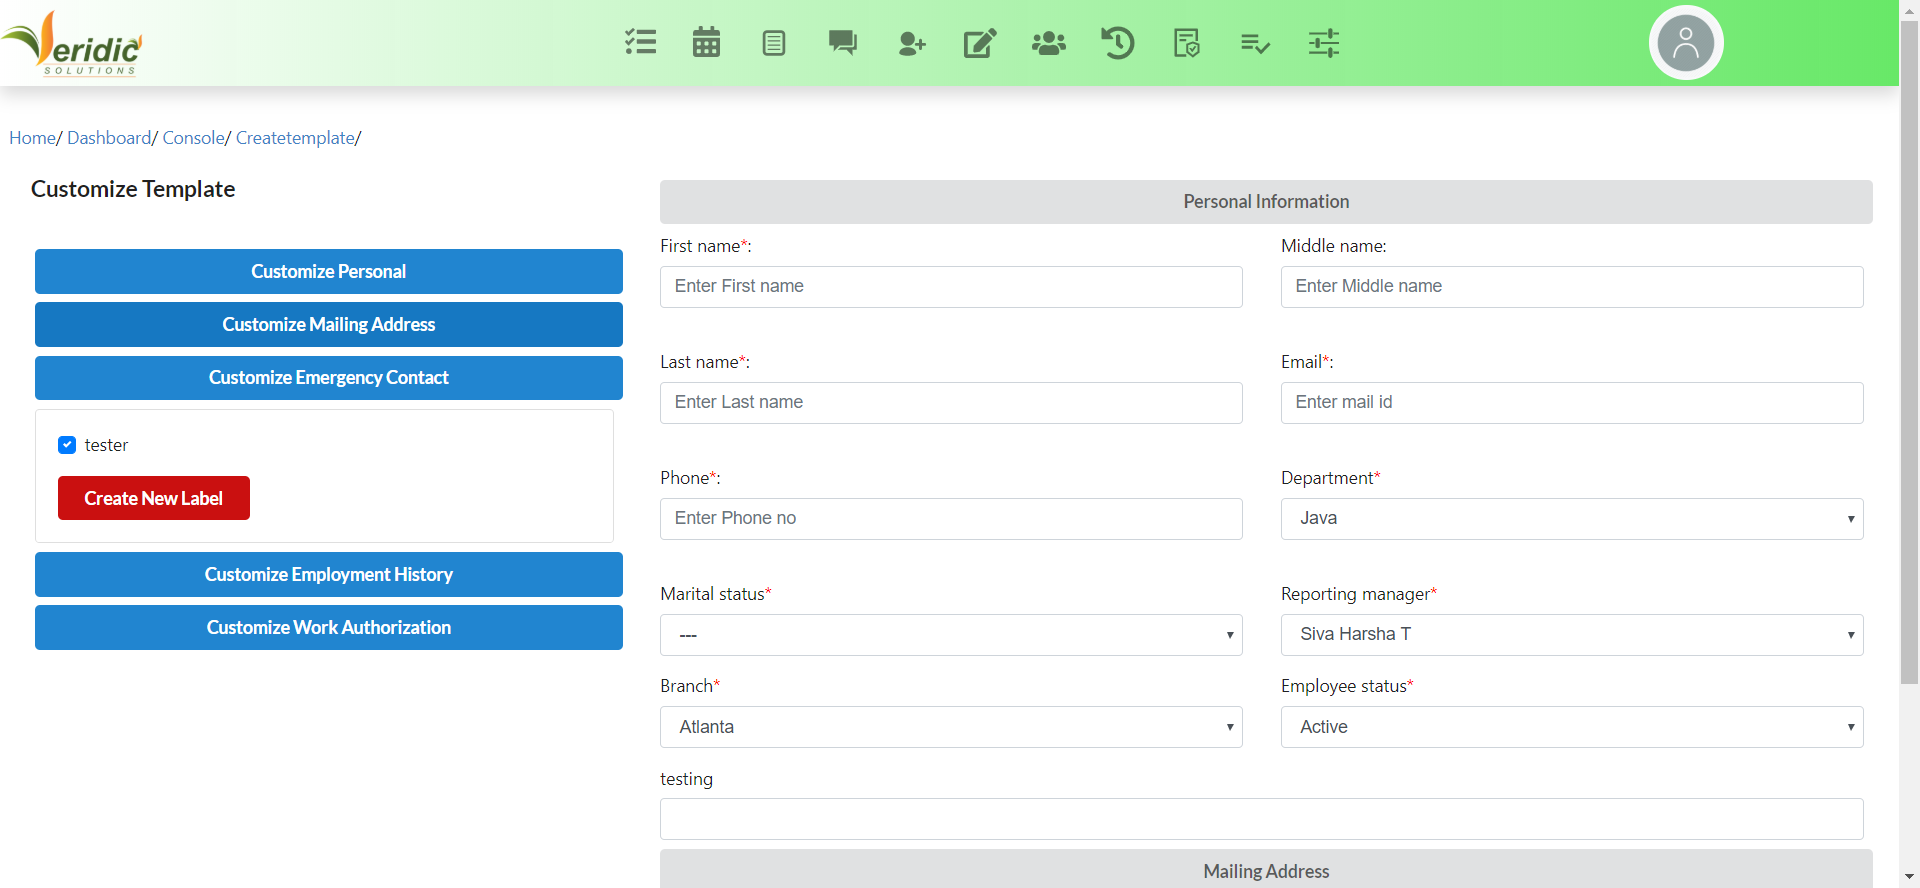 Veridic
SOLUTIONS
Home/ Dashboard/ Console/ Createtemplate/
Customize Template
Customize Personal
Customize Mailing Address
Customize Emergency Contact
tester
Create New Label
Customize Employment History
Customize Work Authorization
Personal Information
First name*:
Middle name:
Enter First name
Enter Middle name
Last name*:
Email*:
Enter Last name
Enter mail id
Phone*:
Department*
Enter Phone no
Java
Marital status*
Reporting manager*
---
Siva Harsha T
Branch*
Employee status*
Atlanta
Active
testing
Mailing Address